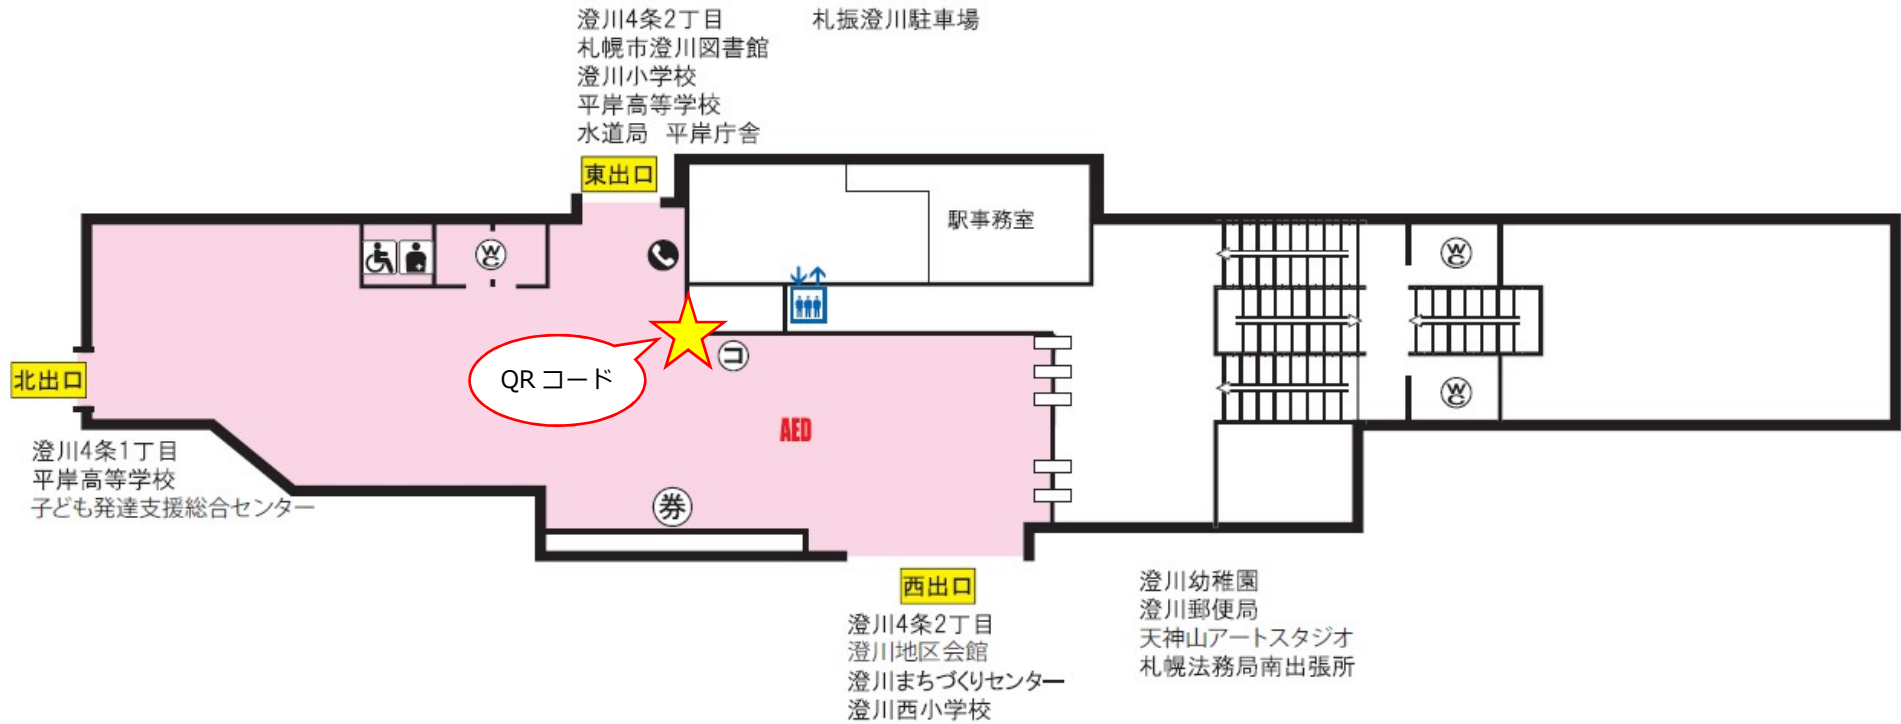 澄川4条2丁目
札幌市澄川図書館
澄川小学校
平岸高等学校
水道局 平岸庁舎
札振澄川駐車場
東出口
駅事務室
WC
WC
北出口
QRコード
コ
AED
WC
澄川4条1丁目
平岸高等学校
子ども発達支援総合センター
券
西出口
澄川4条2丁目
澄川地区会館
澄川まちづくりセンター
澄川西小学校
澄川幼稚園
澄川郵便局
天神山アートスタジオ
札幌法務局南出張所